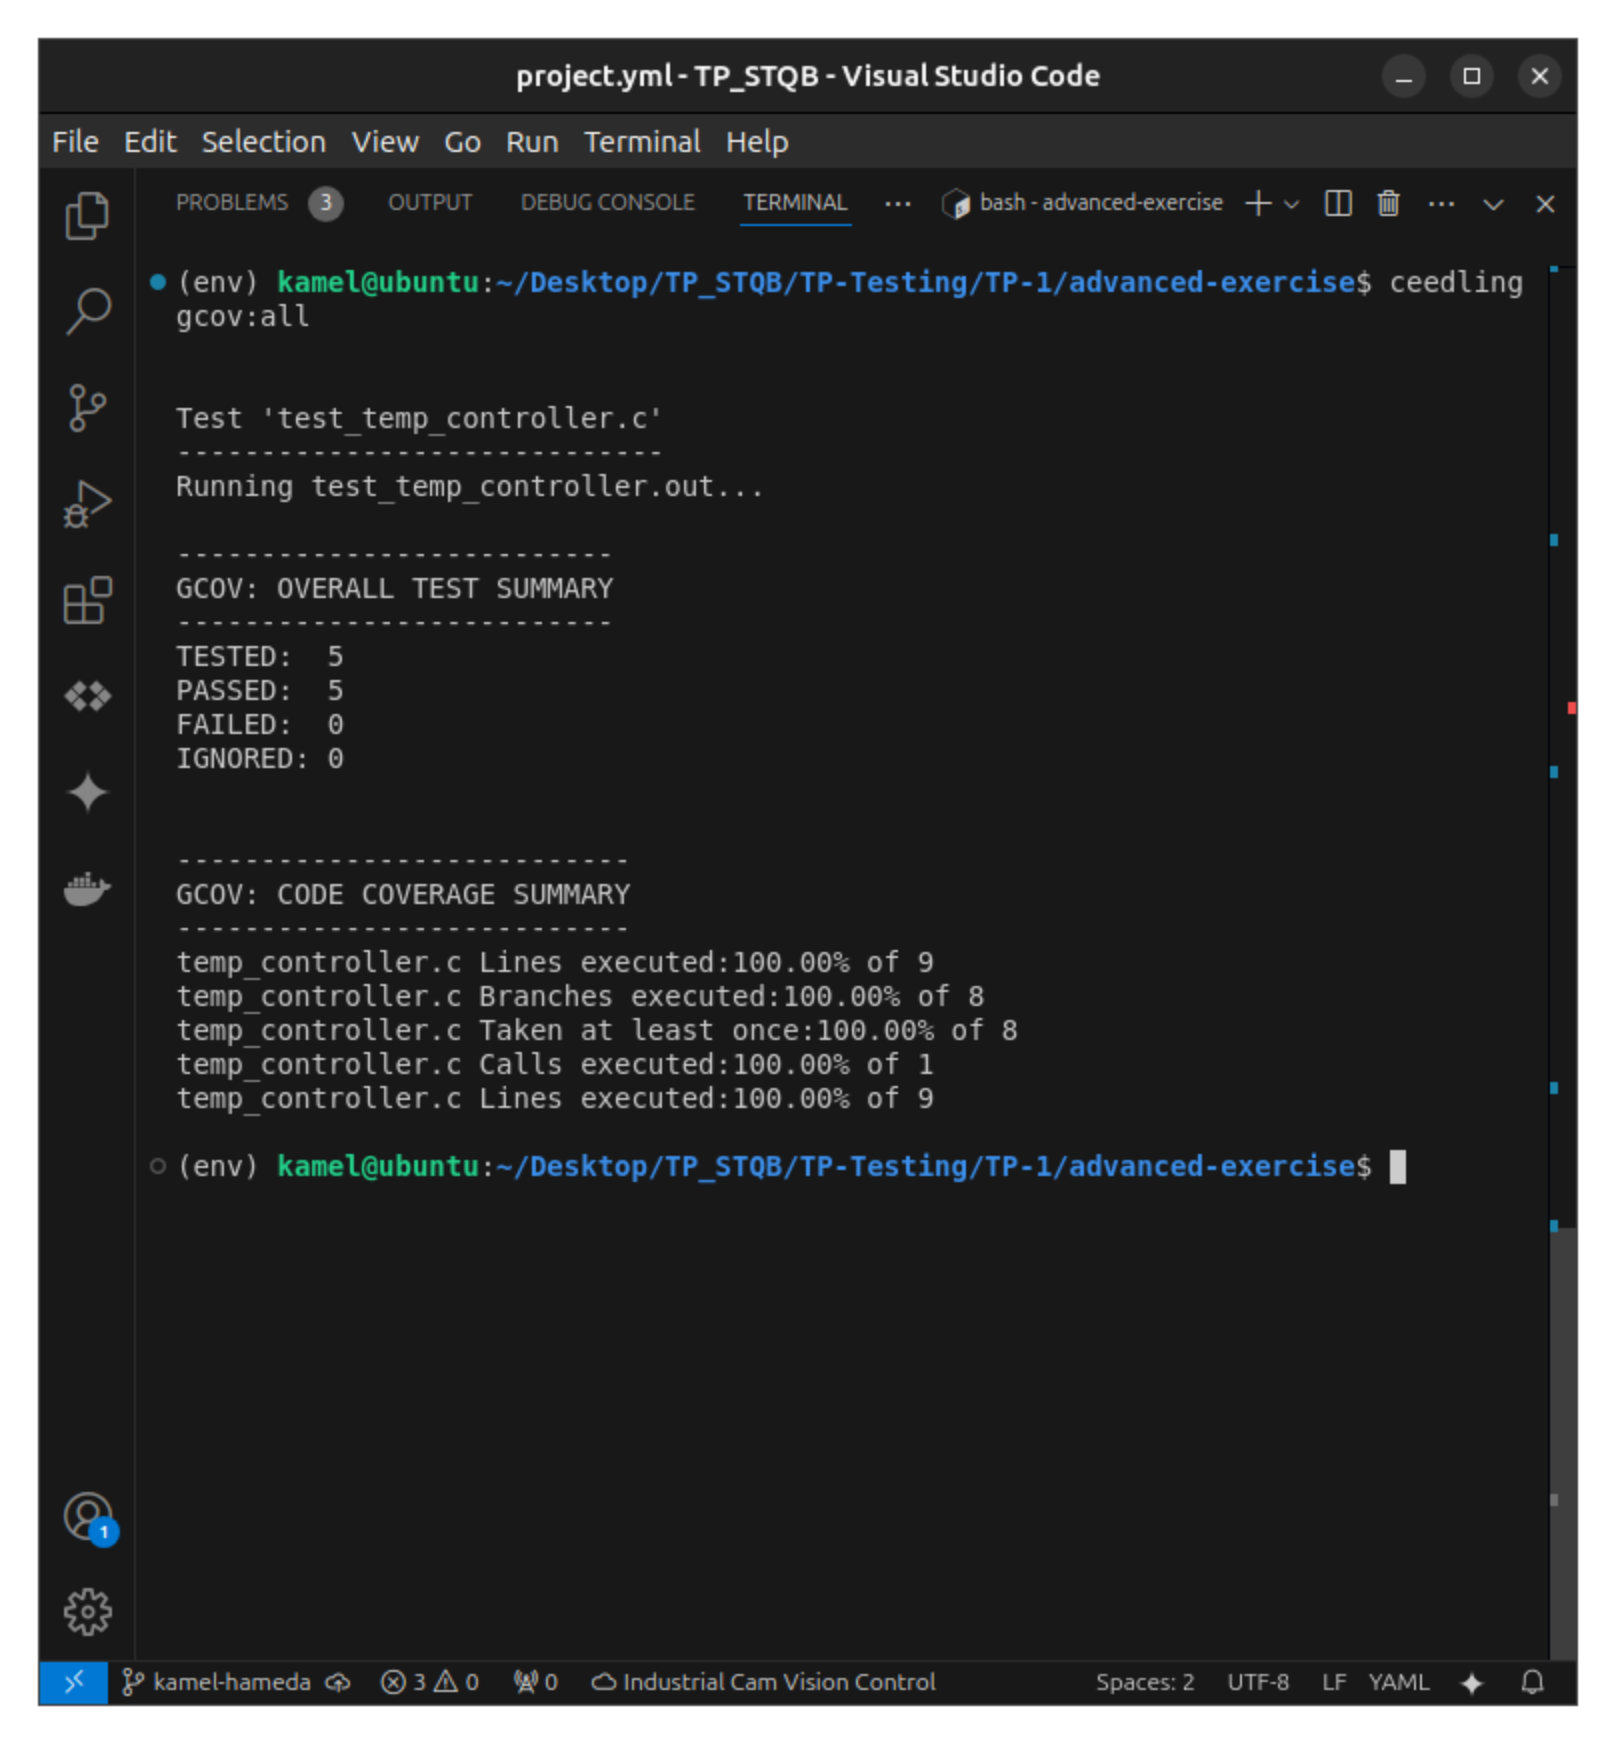 project.yml - TP_STQB - Visual Studio Code
File Edit Selection View Go Run Terminal Help
PROBLEMS 3 OUTPUT DEBUG CONSOLE TERMINAL ··· bash - advanced-exercise ···
(env) kamel@ubuntu:~/Desktop/TP_STQB/TP-Testing/TP-1/advanced-exercise$ ceedling
gcov:all
Test 'test_temp_controller.c'
-----------------------------
Running test_temp_controller.out...
--------------------------
GCOV: OVERALL TEST SUMMARY
--------------------------
TESTED:  5
PASSED:  5
FAILED:  0
IGNORED: 0
---------------------------
GCOV: CODE COVERAGE SUMMARY
---------------------------
temp_controller.c Lines executed:100.00% of 9
temp_controller.c Branches executed:100.00% of 8
temp_controller.c Taken at least once:100.00% of 8
temp_controller.c Calls executed:100.00% of 1
temp_controller.c Lines executed:100.00% of 9
(env) kamel@ubuntu:~/Desktop/TP_STQB/TP-Testing/TP-1/advanced-exercise$
1
kamel-hameda 3 0 0 Industrial Cam Vision Control Spaces: 2 UTF-8 LF YAML